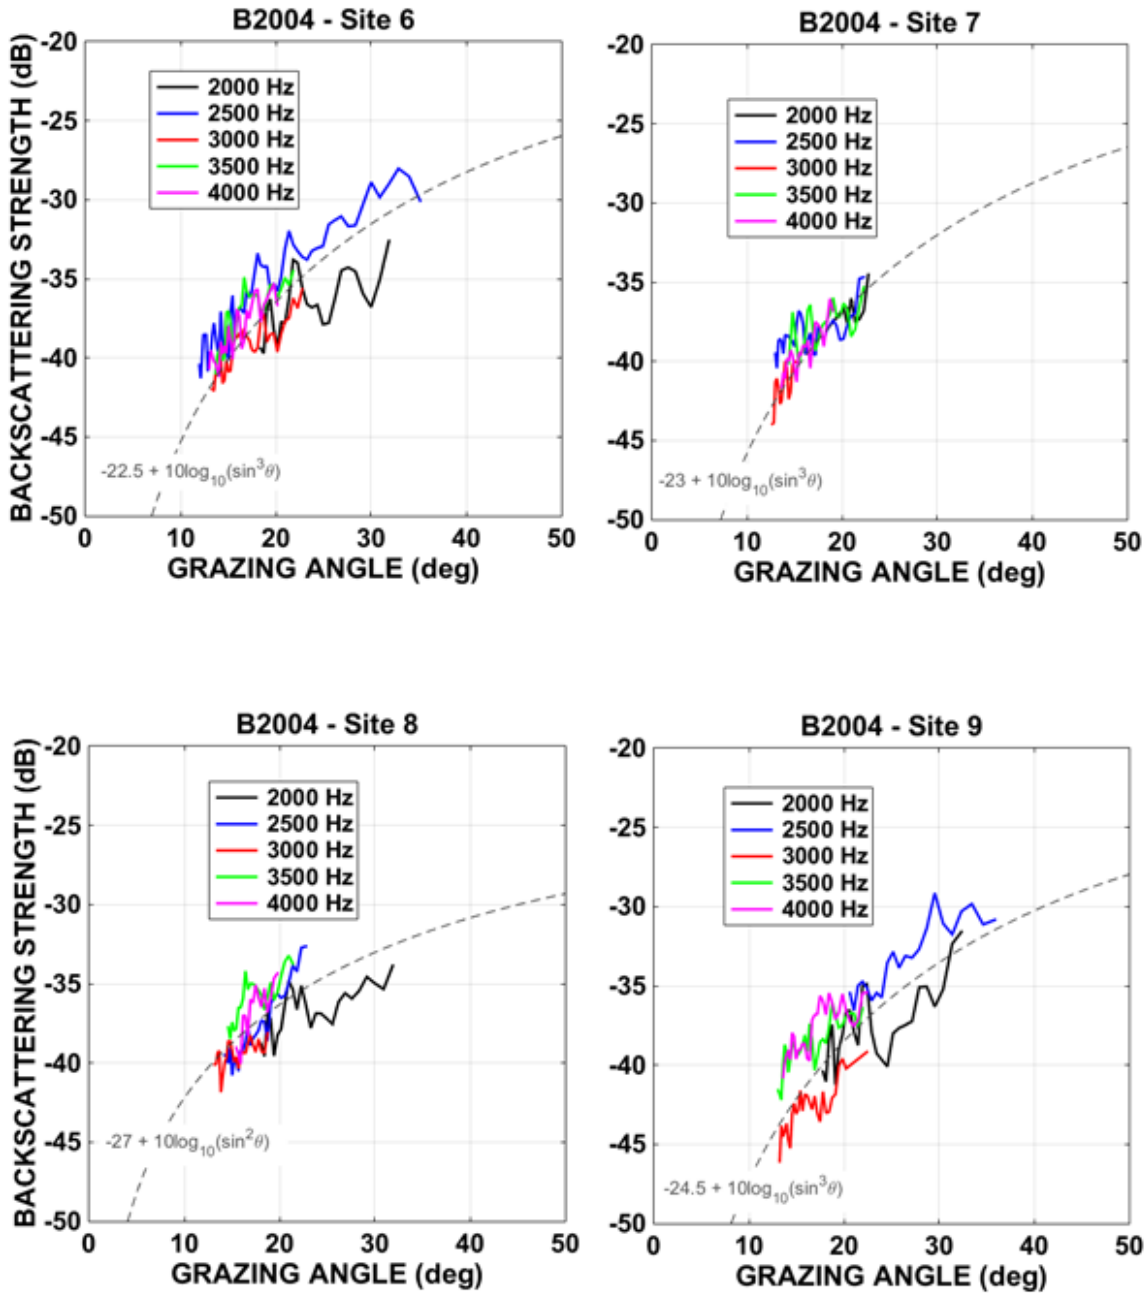 B2004 - Site 6
BACKSCATTERING STRENGTH (dB)
-20
-25
-30
-35
-40
-45
-50
2000 Hz
2500 Hz
3000 Hz
3500 Hz
4000 Hz
-22.5 + 10log₁₀(sin³θ)
0 10 20 30 40 50
GRAZING ANGLE (deg)
B2004 - Site 7
-20
-25
-30
-35
-40
-45
-50
2000 Hz
2500 Hz
3000 Hz
3500 Hz
4000 Hz
-23 + 10log₁₀(sin³θ)
0 10 20 30 40 50
GRAZING ANGLE (deg)
B2004 - Site 8
BACKSCATTERING STRENGTH (dB)
-20
-25
-30
-35
-40
-45
-50
2000 Hz
2500 Hz
3000 Hz
3500 Hz
4000 Hz
-27 + 10log₁₀(sin²θ)
0 10 20 30 40 50
GRAZING ANGLE (deg)
B2004 - Site 9
-20
-25
-30
-35
-40
-45
-50
2000 Hz
2500 Hz
3000 Hz
3500 Hz
4000 Hz
-24.5 + 10log₁₀(sin³θ)
0 10 20 30 40 50
GRAZING ANGLE (deg)